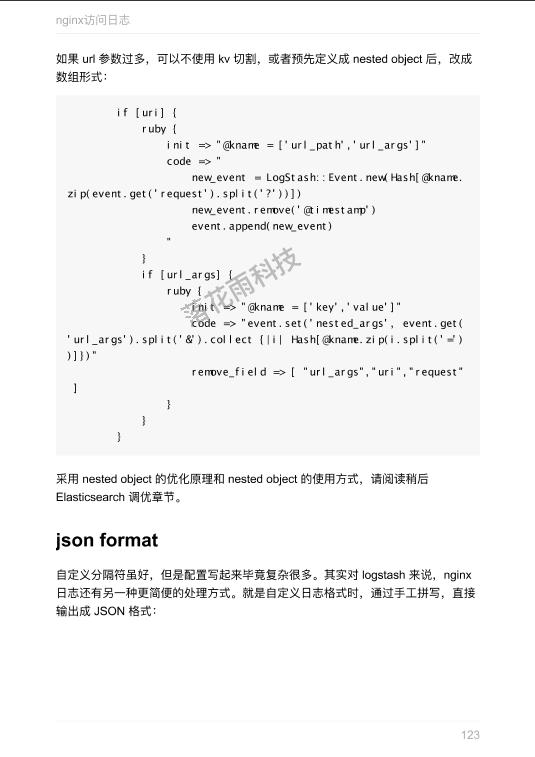 nginx访问日志
如果 url 参数过多，可以不使用 kv 切割，或者预先定义成 nested object 后，改成
数组形式：
if [uri] {
ruby {
init => "@kname = ['url_path','url_args']"
code => "
new_event = LogStash::Event.new(Hash[@kname.
zip(event.get('request').split('?'))])
new_event.remove('@timestamp')
event.append(new_event)
"
}
if [url_args] {
ruby {
init => "@kname = ['key','value']"
code => "event.set('nested_args', event.get(
'url_args').split('&').collect {|i| Hash[@kname.zip(i.split('=')
)]})"
remove_field => [ "url_args","uri","request"
]
}
}
}
落花雨科技
采用 nested object 的优化原理和 nested object 的使用方式，请阅读稍后
Elasticsearch 调优章节。
json format
自定义分隔符虽好，但是配置写起来毕竟复杂很多。其实对 logstash 来说，nginx
日志还有另一种更简便的处理方式。就是自定义日志格式时，通过手工拼写，直接
输出成 JSON 格式：
123